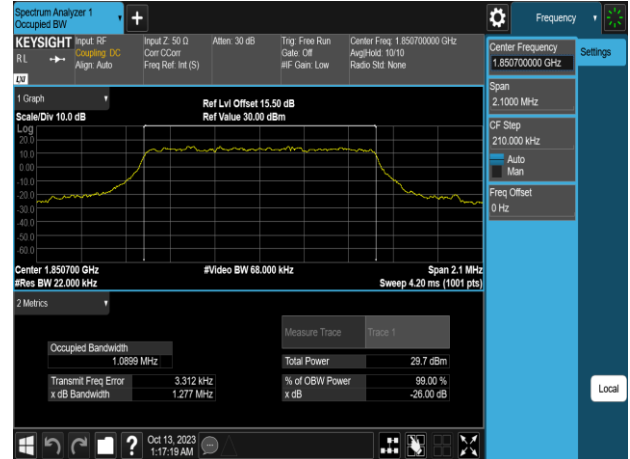 Spectrum Analyzer 1
Occupied BW
Frequency
KEYSIGHT
Input: RF
Coupling: DC
Align: Auto
RL
LXI
Input Z: 50 Ω
Corr CCorr
Freq Ref: Int (S)
Atten: 30 dB
Trig: Free Run
Gate: Off
#IF Gain: Low
Center Freq: 1.850700000 GHz
Avg|Hold: 10/10
Radio Std: None
Center Frequency
1.850700000 GHz
Settings
Span
2.1000 MHz
CF Step
210.000 kHz
Auto
Man
Freq Offset
0 Hz
Local
1 Graph
Scale/Div 10.0 dB
Ref Lvl Offset 15.50 dB
Ref Value 30.00 dBm
Log
20.0
10.0
0.00
-10.0
-20.0
-30.0
-40.0
-50.0
-60.0
Center 1.850700 GHz
#Video BW 68.000 kHz
Span 2.1 MHz
#Res BW 22.000 kHz
Sweep 4.20 ms (1001 pts)
2 Metrics
Measure Trace
Trace 1
Occupied Bandwidth
1.0899 MHz
Total Power
29.7 dBm
Transmit Freq Error
3.312 kHz
% of OBW Power
99.00 %
x dB Bandwidth
1.277 MHz
x dB
-26.00 dB
?
Oct 13, 2023
1:17:19 AM